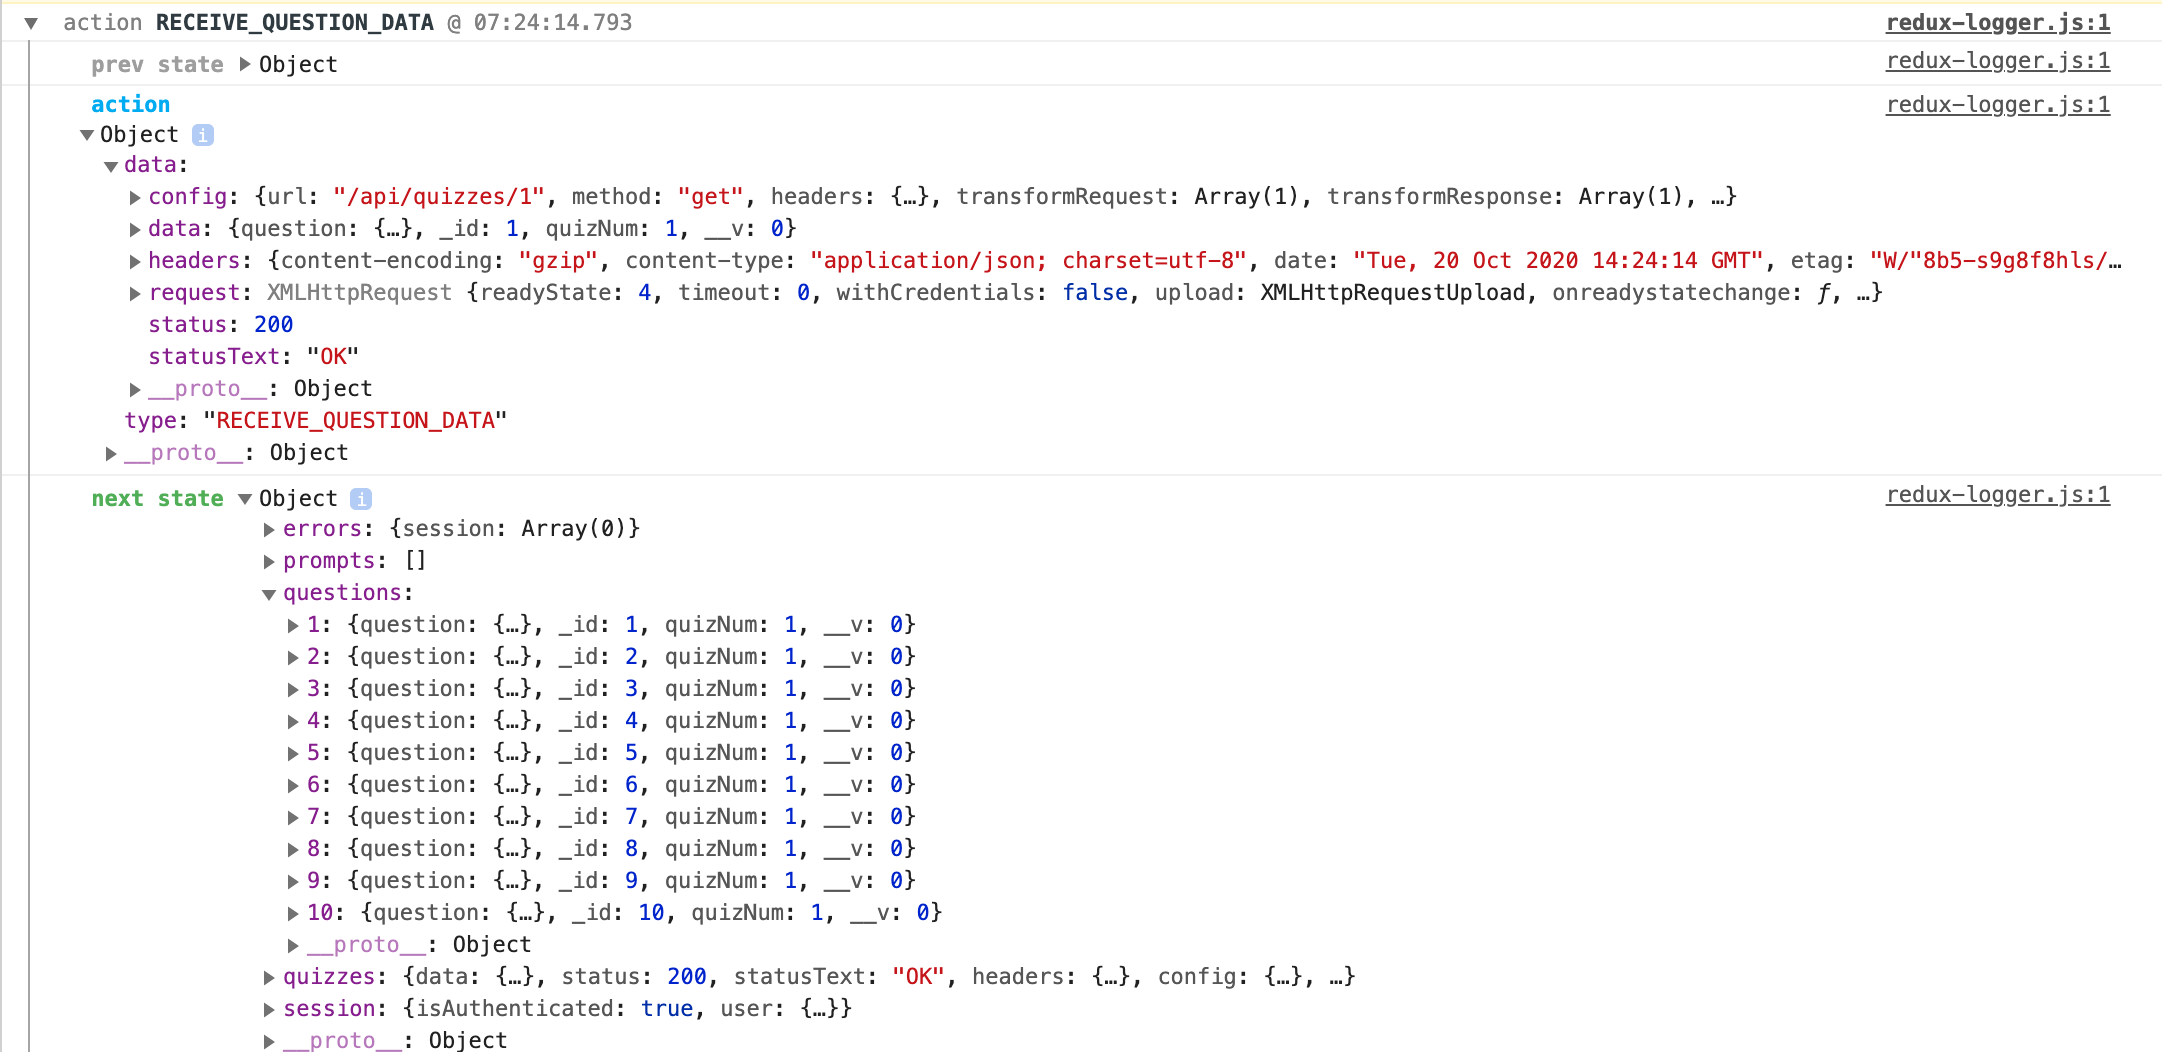 ▼ action RECEIVE_QUESTION_DATA @ 07:24:14.793 redux-logger.js:1
prev state ▶ Object redux-logger.js:1
action redux-logger.js:1
▼ Object i
▼ data:
▶ config: {url: "/api/quizzes/1", method: "get", headers: {…}, transformRequest: Array(1), transformResponse: Array(1), …}
▶ data: {question: {…}, _id: 1, quizNum: 1, __v: 0}
▶ headers: {content-encoding: "gzip", content-type: "application/json; charset=utf-8", date: "Tue, 20 Oct 2020 14:24:14 GMT", etag: "W/"8b5-s9g8f8hls/…
▶ request: XMLHttpRequest {readyState: 4, timeout: 0, withCredentials: false, upload: XMLHttpRequestUpload, onreadystatechange: ƒ, …}
status: 200
statusText: "OK"
▶ __proto__: Object
type: "RECEIVE_QUESTION_DATA"
▶ __proto__: Object
next state ▼ Object i redux-logger.js:1
▶ errors: {session: Array(0)}
▶ prompts: []
▼ questions:
▶ 1: {question: {…}, _id: 1, quizNum: 1, __v: 0}
▶ 2: {question: {…}, _id: 2, quizNum: 1, __v: 0}
▶ 3: {question: {…}, _id: 3, quizNum: 1, __v: 0}
▶ 4: {question: {…}, _id: 4, quizNum: 1, __v: 0}
▶ 5: {question: {…}, _id: 5, quizNum: 1, __v: 0}
▶ 6: {question: {…}, _id: 6, quizNum: 1, __v: 0}
▶ 7: {question: {…}, _id: 7, quizNum: 1, __v: 0}
▶ 8: {question: {…}, _id: 8, quizNum: 1, __v: 0}
▶ 9: {question: {…}, _id: 9, quizNum: 1, __v: 0}
▶ 10: {question: {…}, _id: 10, quizNum: 1, __v: 0}
▶ __proto__: Object
▶ quizzes: {data: {…}, status: 200, statusText: "OK", headers: {…}, config: {…}, …}
▶ session: {isAuthenticated: true, user: {…}}
▶ __proto__: Object